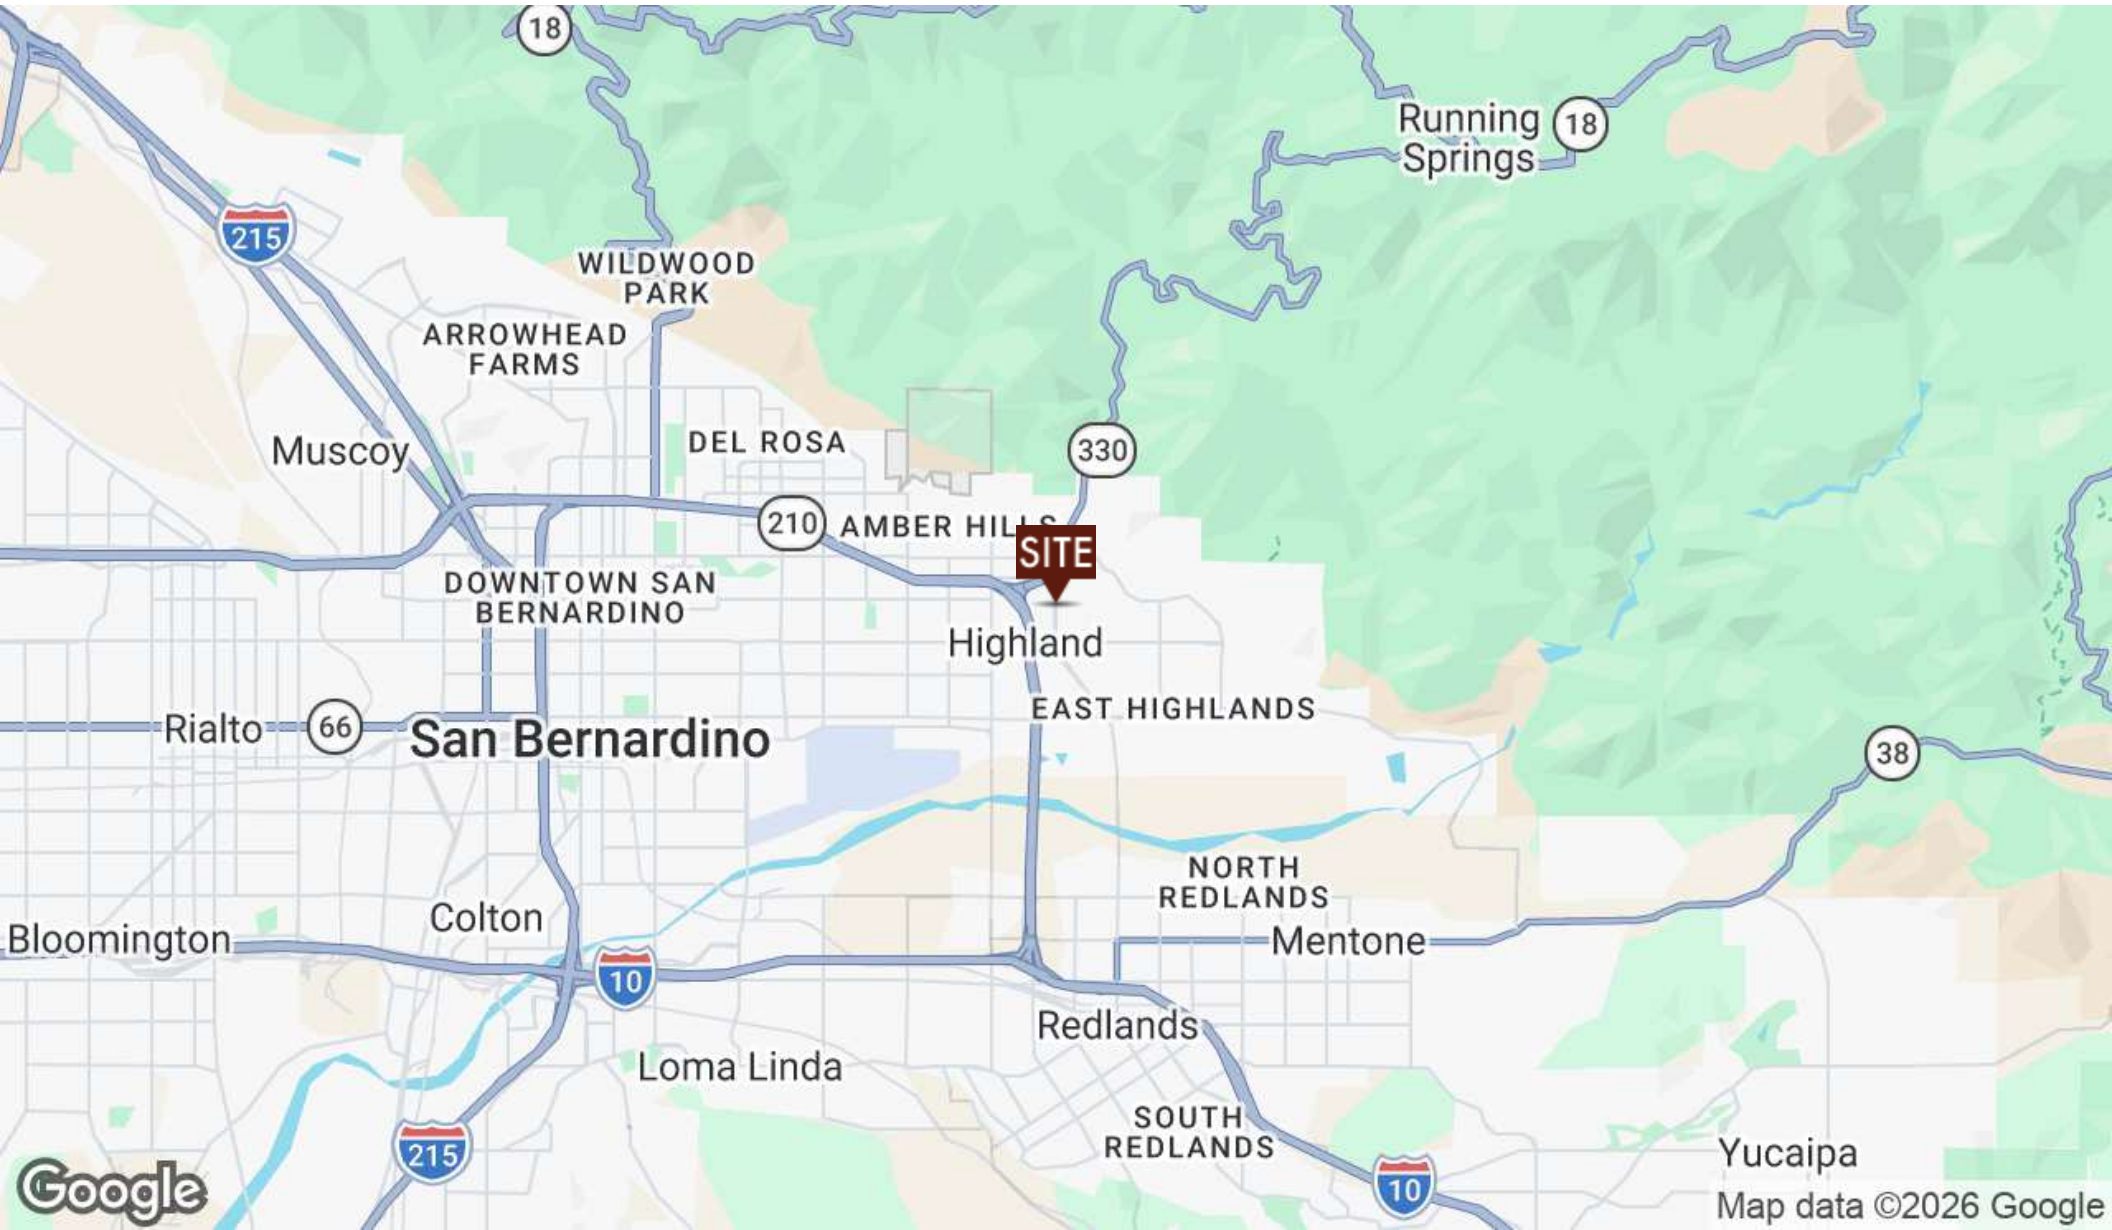 18
Running
Springs
18
215
WILDWOOD
PARK
ARROWHEAD
FARMS
Muscoy
DEL ROSA
330
210
AMBER HILLS
SITE
DOWNTOWN SAN
BERNARDINO
Highland
EAST HIGHLANDS
Rialto
66
San Bernardino
38
NORTH
REDLANDS
Colton
Bloomington
Mentone
10
Redlands
Loma Linda
SOUTH
REDLANDS
215
Yucaipa
10
Google
Map data ©2026 Google